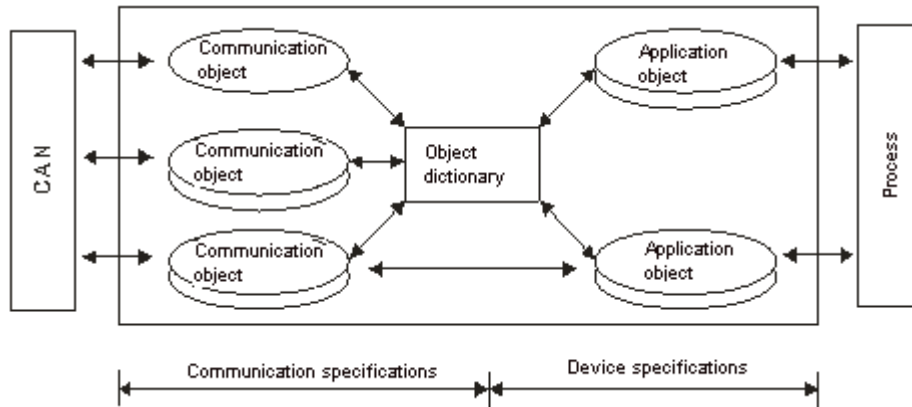 CAN
Communication
object
Communication
object
Communication
object
Object
dictionary
Application
object
Application
object
Process
Communication specifications
Device specifications